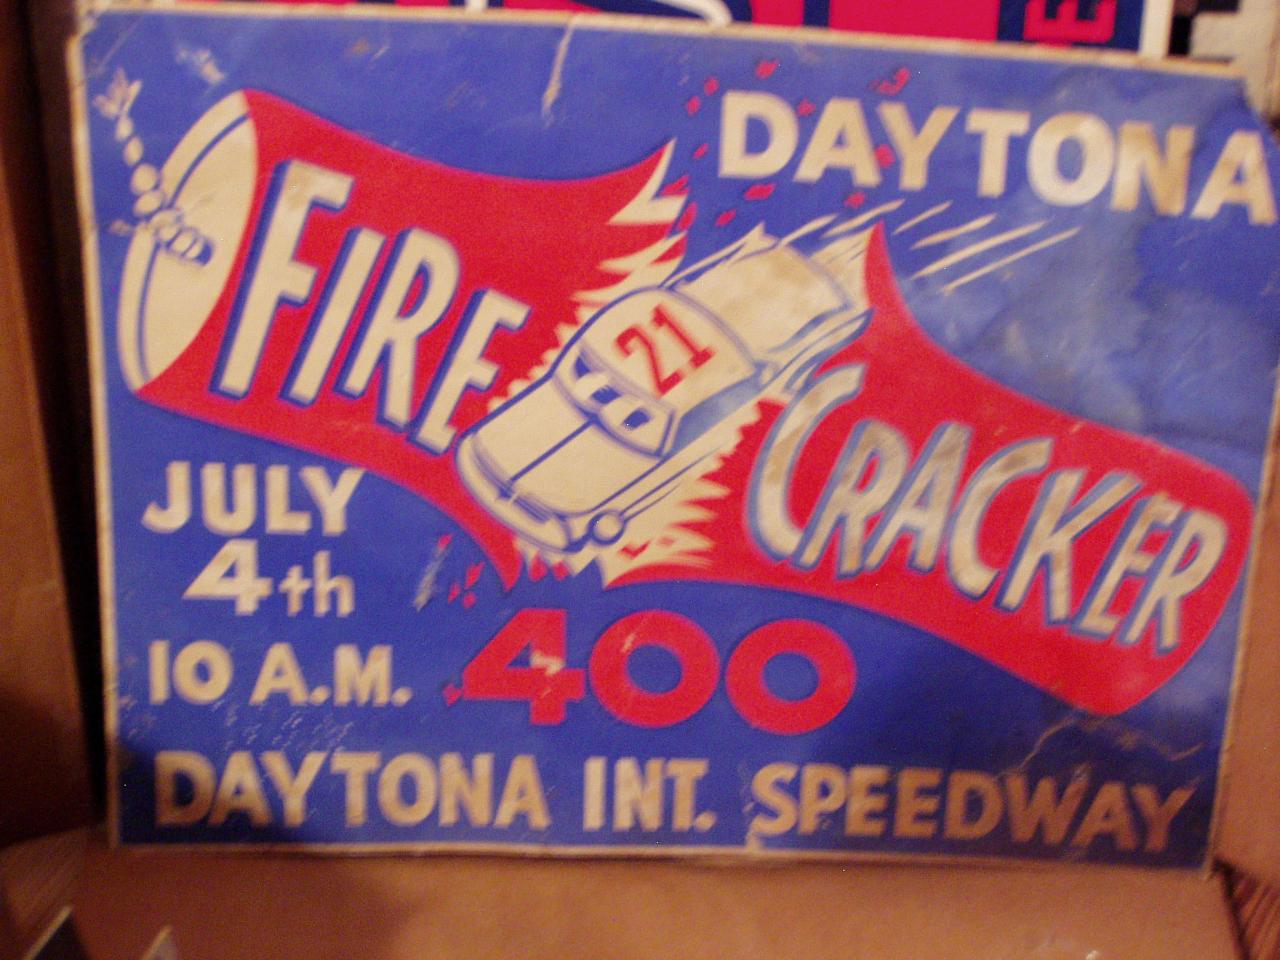 DAYTONA
FIRE CRACKER
21
400
JULY
4th
10 A.M.
DAYTONA INT. SPEEDWAY